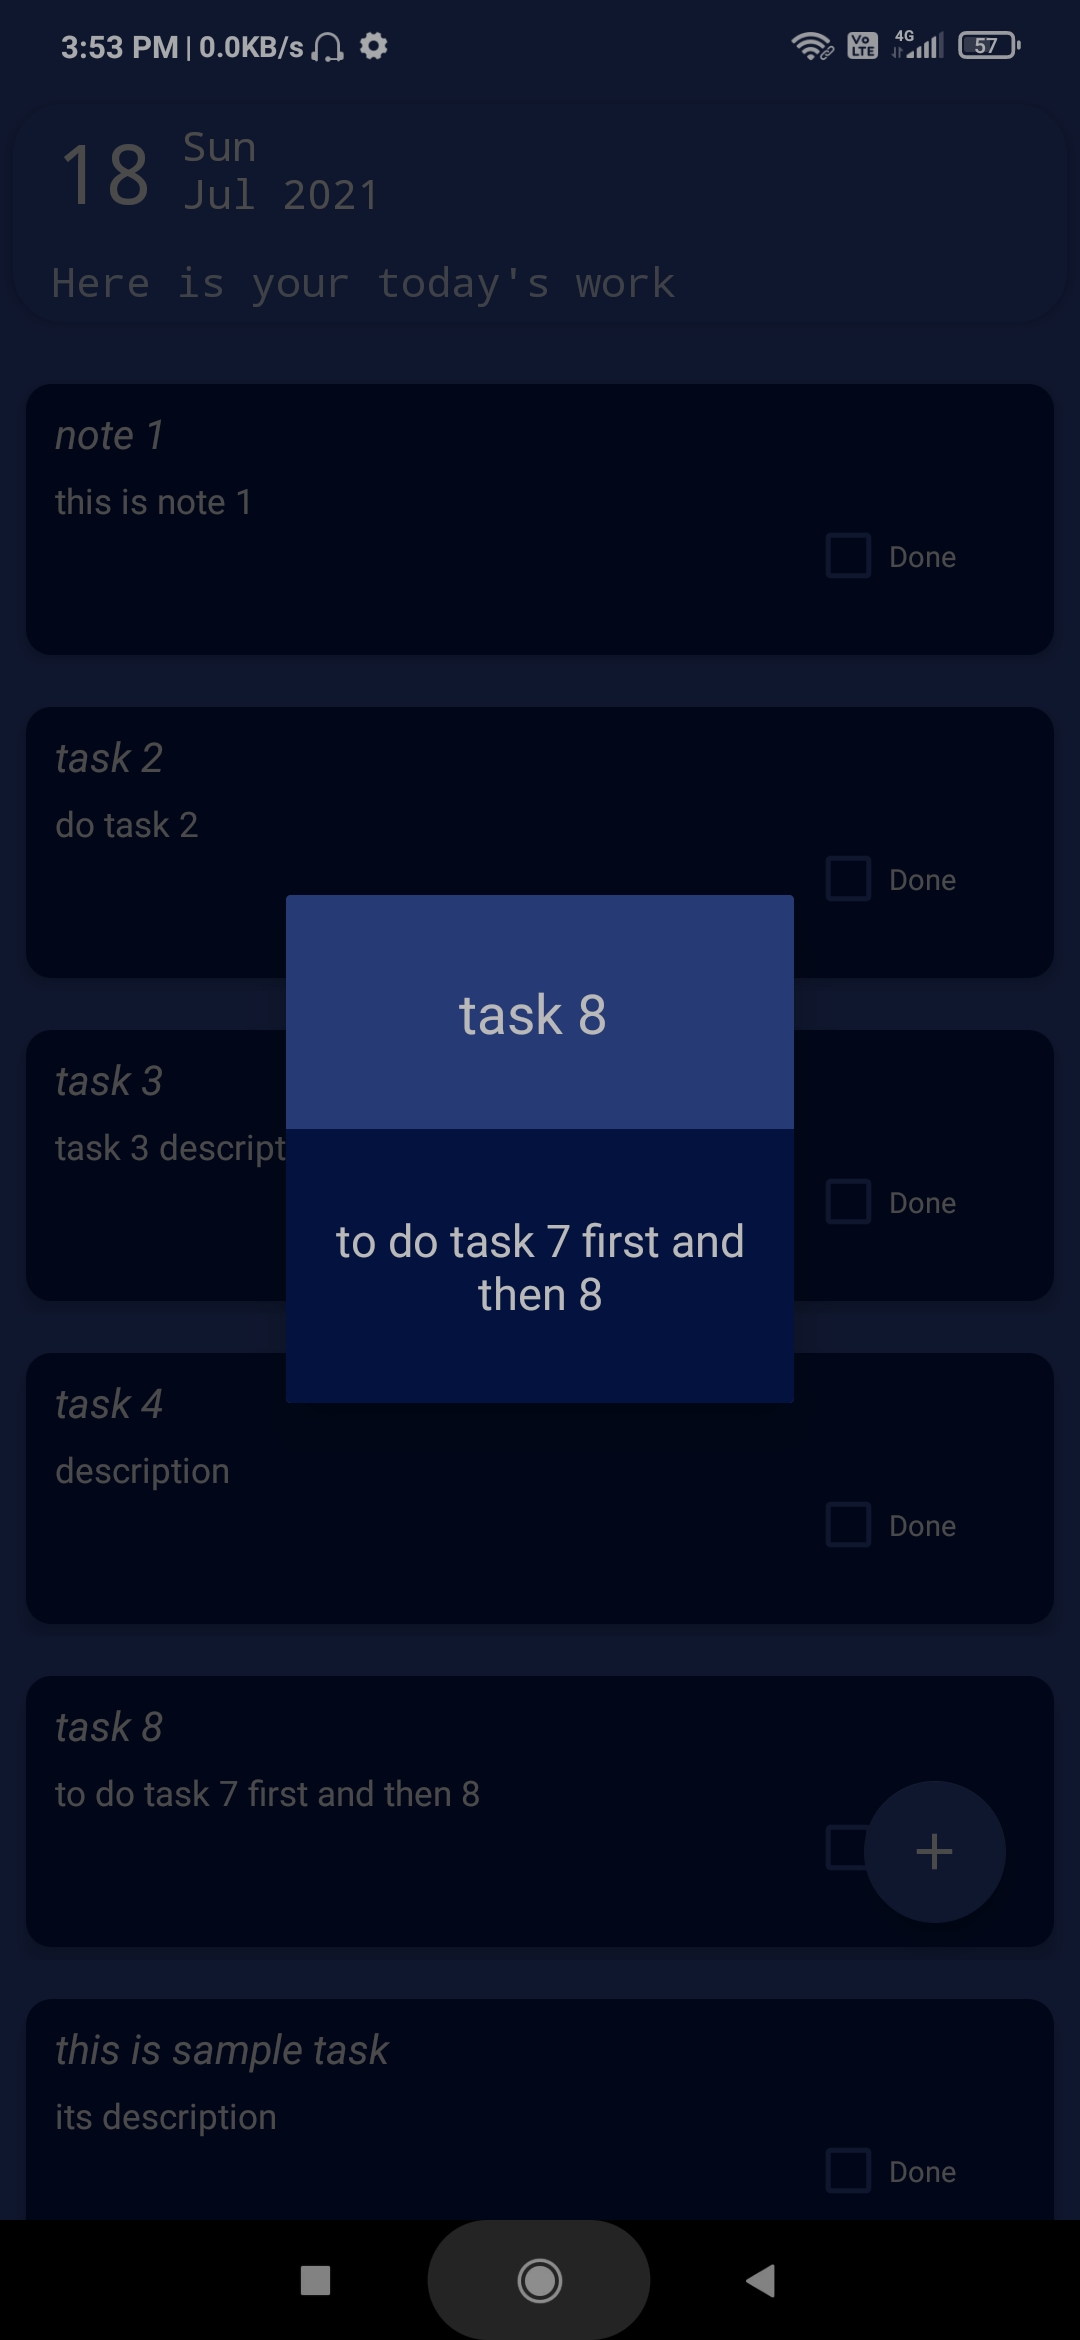 3:53 PM | 0.0KB/s
Vo LTE
4G
57
18
Sun
Jul 2021
Here is your today's work
note 1
this is note 1
Done
task 2
do task 2
Done
task 3
task 3 descript
Done
task 8
to do task 7 first and
then 8
task 4
description
Done
task 8
to do task 7 first and then 8
+
this is sample task
its description
Done